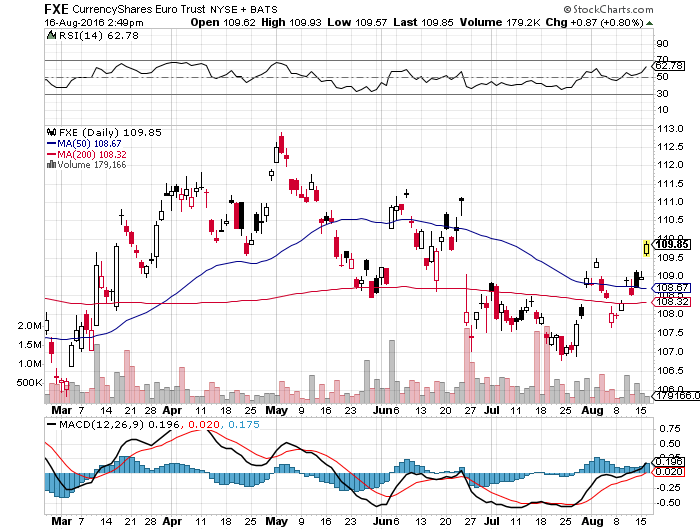 FXE CurrencyShares Euro Trust NYSE + BATS © StockCharts.com
16-Aug-2016 2:49pm Open 109.62 High 109.93 Low 109.57 Last 109.85 Volume 179.2K Chg +0.87 (+0.80%)
RSI(14) 62.78
90
70
62.78
50
30
10
FXE (Daily) 109.85
MA(50) 108.67
MA(200) 108.32
Volume 179,166
113.0
112.5
112.0
111.5
111.0
110.5
110.0
109.85
109.5
109.0
108.67
108.5
108.32
108.0
107.5
107.0
106.5
106.0
179166.0
2.0M
1.5M
1.0M
500K
Mar 7 14 21 28 Apr 11 18 25 May 9 16 23 Jun 6 13 20 27 Jul 11 18 25 Aug 8 15
MACD(12,26,9) 0.196, 0.020, 0.175
0.75
0.50
0.196
0.020
-0.25
-0.50
Mar 7 14 21 28 Apr 11 18 25 May 9 16 23 Jun 6 13 20 27 Jul 11 18 25 Aug 8 15